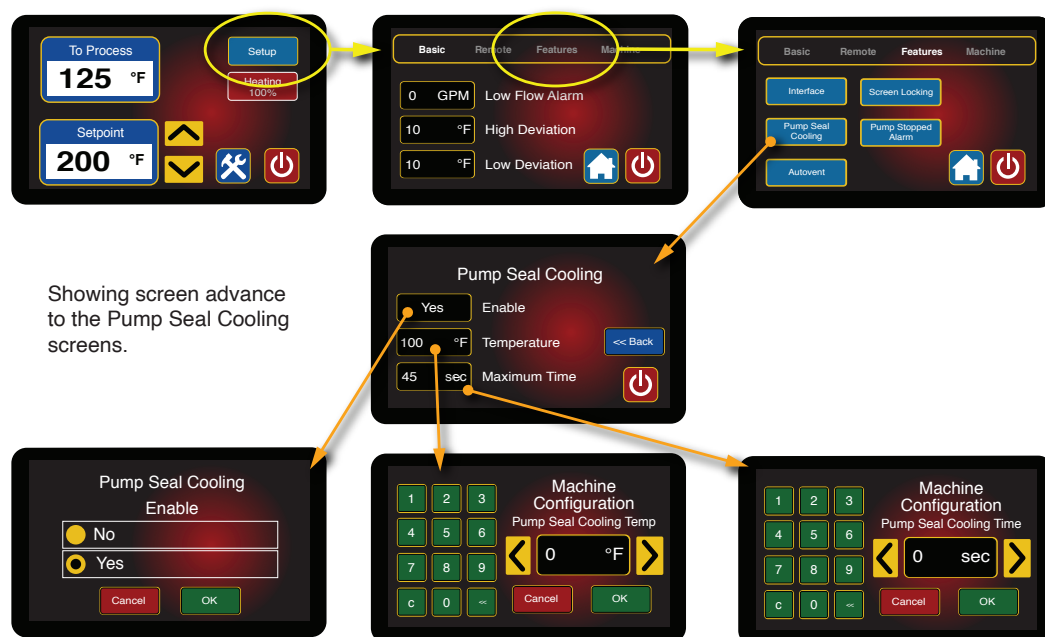 To Process
125 °F
Setup
Heating
100%
Setpoint
200 °F
Basic Remote Features Machine
0 GPM Low Flow Alarm
10 °F High Deviation
10 °F Low Deviation
Basic Remote Features Machine
Interface Screen Locking
Pump Seal
Cooling
Pump Stopped
Alarm
Autovent
Showing screen advance
to the Pump Seal Cooling
screens.
Pump Seal Cooling
Yes Enable
100 °F Temperature
<< Back
45 sec Maximum Time
Pump Seal Cooling
Enable
No
Yes
Cancel OK
1 2 3
4 5 6
7 8 9
c 0 <<
Machine
Configuration
Pump Seal Cooling Temp
0 °F
Cancel OK
1 2 3
4 5 6
7 8 9
c 0 <<
Machine
Configuration
Pump Seal Cooling Time
0 sec
Cancel OK